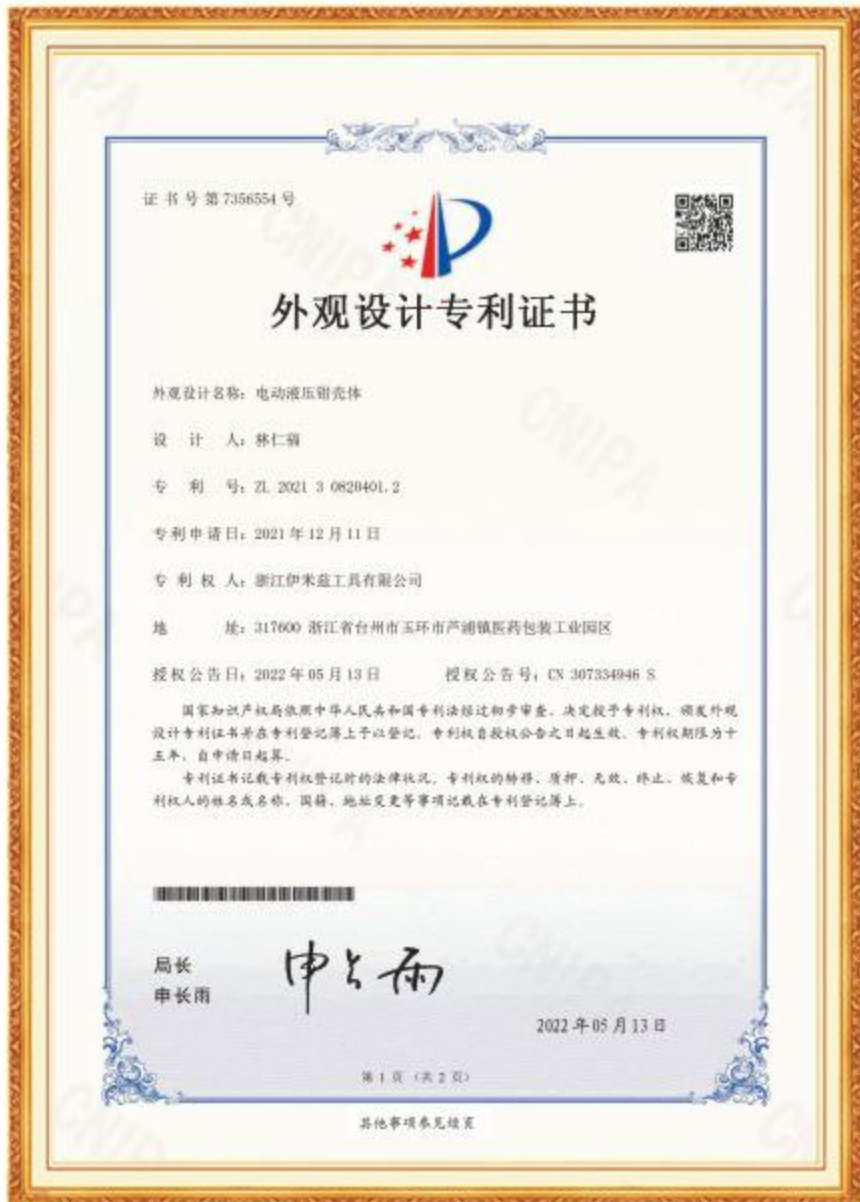 证书号第7356554号
外观设计专利证书
外观设计名称：电动液压钳壳体
设 计 人：林仁福
专 利 号：ZL 2021 3 0820401.2
专利申请日：2021年12月11日
专 利 权 人：浙江伊米兹工具有限公司
地 址：317600 浙江省台州市玉环市芦浦镇医药包装工业园区
授权公告日：2022年05月13日 授权公告号：CN 307334946 S
国家知识产权局依照中华人民共和国专利法经过初步审查，决定授予专利权，颁发外观
设计专利证书并在专利登记簿上予以登记。专利权自授权公告之日起生效。专利权期限为十
五年，自申请日起算。
专利证书记载专利权登记时的法律状况。专利权的转移、质押、无效、终止、恢复和专
利权人的姓名或名称、国籍、地址变更等事项记载在专利登记簿上。
局长
申长雨
申长雨
2022年05月13日
第 1 页 （共 2 页）
其他事项参见续页
CNIPA